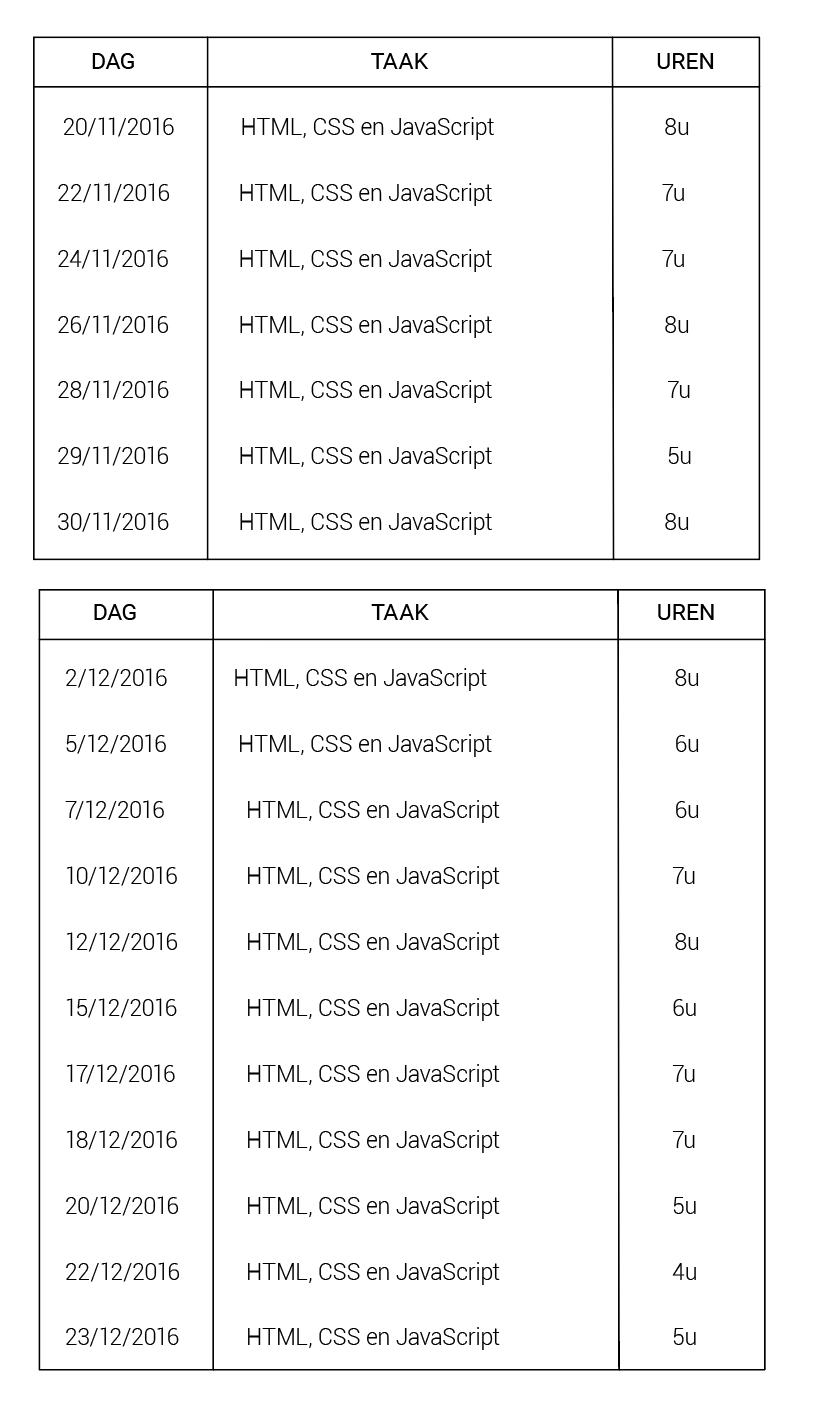 DAG TAAK UREN
20/11/2016 HTML, CSS en JavaScript 8u
22/11/2016 HTML, CSS en JavaScript 7u
24/11/2016 HTML, CSS en JavaScript 7u
26/11/2016 HTML, CSS en JavaScript 8u
28/11/2016 HTML, CSS en JavaScript 7u
29/11/2016 HTML, CSS en JavaScript 5u
30/11/2016 HTML, CSS en JavaScript 8u
DAG TAAK UREN
2/12/2016 HTML, CSS en JavaScript 8u
5/12/2016 HTML, CSS en JavaScript 6u
7/12/2016 HTML, CSS en JavaScript 6u
10/12/2016 HTML, CSS en JavaScript 7u
12/12/2016 HTML, CSS en JavaScript 8u
15/12/2016 HTML, CSS en JavaScript 6u
17/12/2016 HTML, CSS en JavaScript 7u
18/12/2016 HTML, CSS en JavaScript 7u
20/12/2016 HTML, CSS en JavaScript 5u
22/12/2016 HTML, CSS en JavaScript 4u
23/12/2016 HTML, CSS en JavaScript 5u